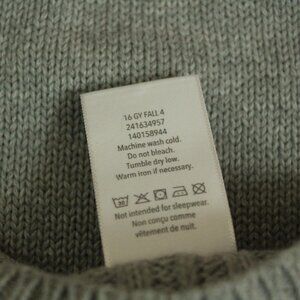 16 GY FALL 4
241634957
140158944
Machine wash cold.
Do not bleach.
Tumble dry low.
Warm iron if necessary.
30
Not intended for sleepwear.
Non conçu comme
vêtement de nuit.